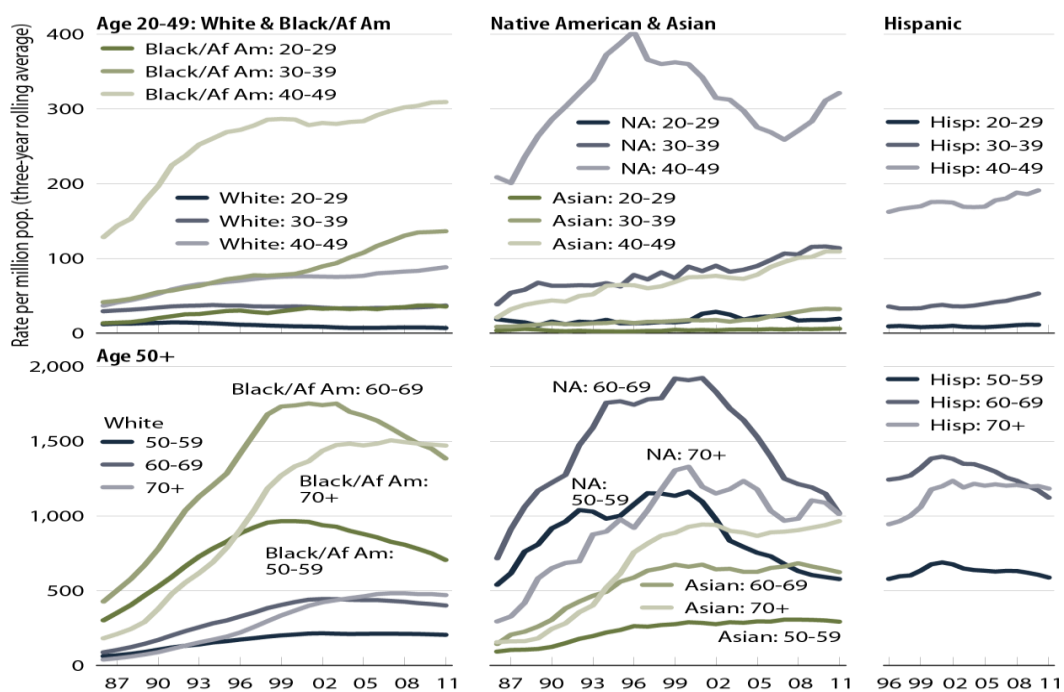 Age 20-49: White & Black/Af Am
Native American & Asian
Hispanic
Rate per million pop. (three-year rolling average)
400
300
200
100
0
Black/Af Am: 20-29
Black/Af Am: 30-39
Black/Af Am: 40-49
White: 20-29
White: 30-39
White: 40-49
NA: 20-29
NA: 30-39
NA: 40-49
Asian: 20-29
Asian: 30-39
Asian: 40-49
Hisp: 20-29
Hisp: 30-39
Hisp: 40-49
Age 50+
2,000
1,500
1,000
500
0
Black/Af Am: 60-69
White
50-59
60-69
70+
Black/Af Am:
70+
Black/Af Am:
50-59
NA: 60-69
NA: 70+
NA:
50-59
Asian: 60-69
Asian: 70+
Asian: 50-59
Hisp: 50-59
Hisp: 60-69
Hisp: 70+
87 90 93 96 99 02 05 08 11
87 90 93 96 99 02 05 08 11
96 99 02 05 08 11